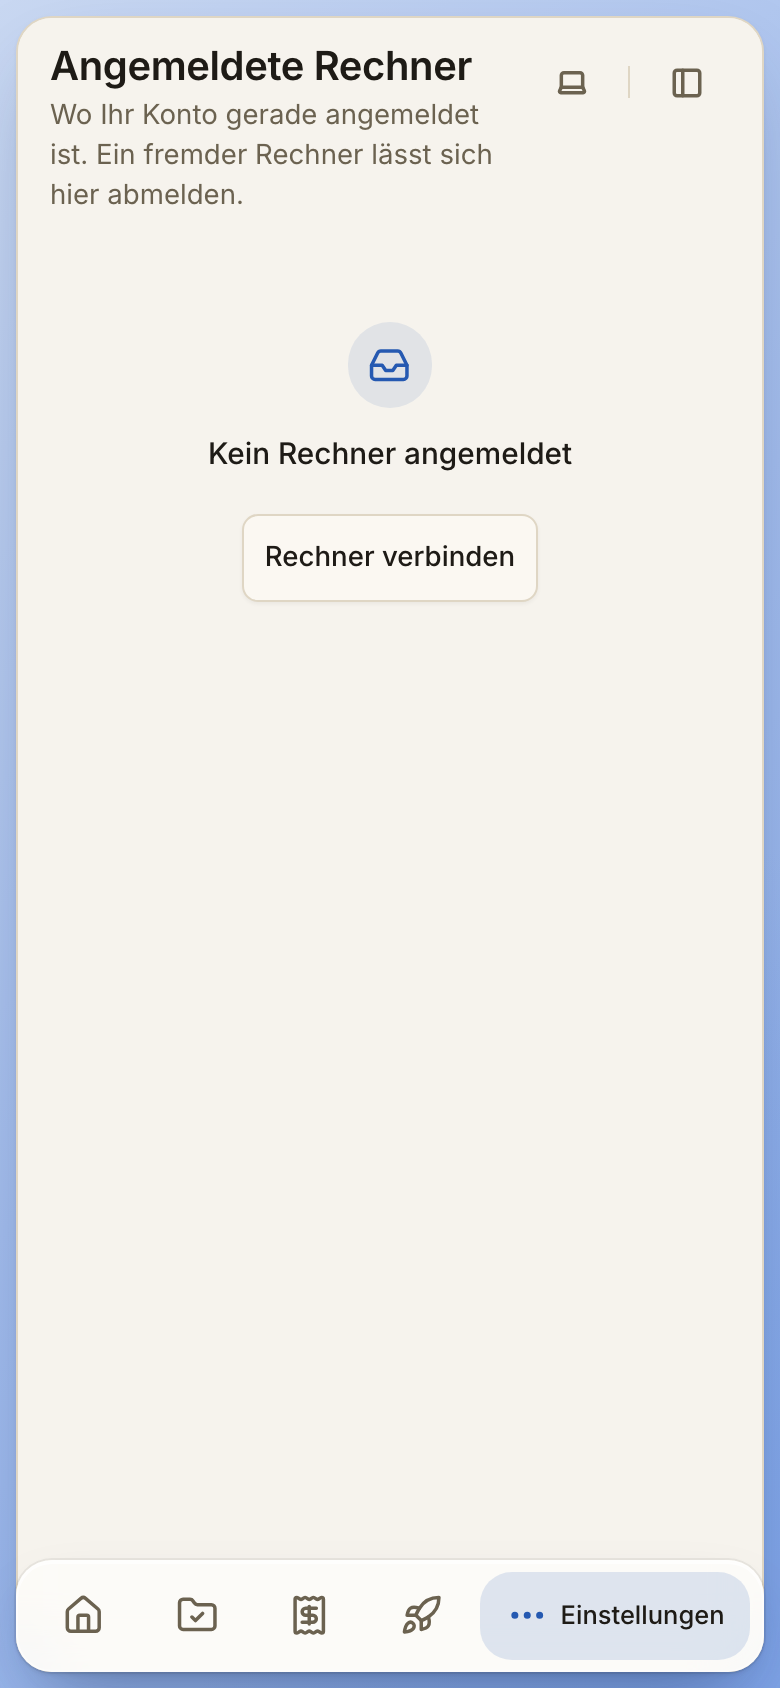 Angemeldete Rechner
Wo Ihr Konto gerade angemeldet
ist. Ein fremder Rechner lässt sich
hier abmelden.
Kein Rechner angemeldet
Rechner verbinden
Einstellungen